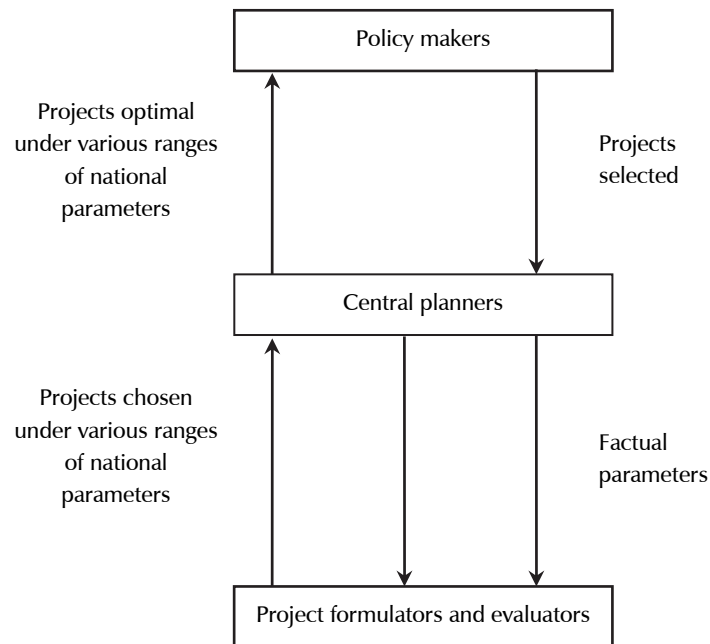 Policy makers
Projects optimal
under various ranges
of national
parameters
Projects
selected
Central planners
Projects chosen
under various ranges
of national
parameters
Factual
parameters
Project formulators and evaluators